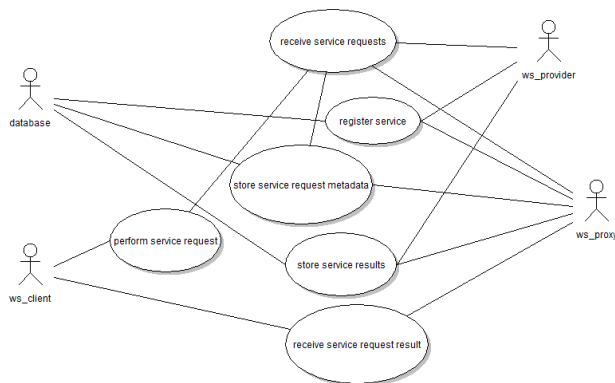 receive service requests
ws_provider
database
register service
store service request metadata
ws_proxy
perform service request
ws_client
store service results
receive service request result